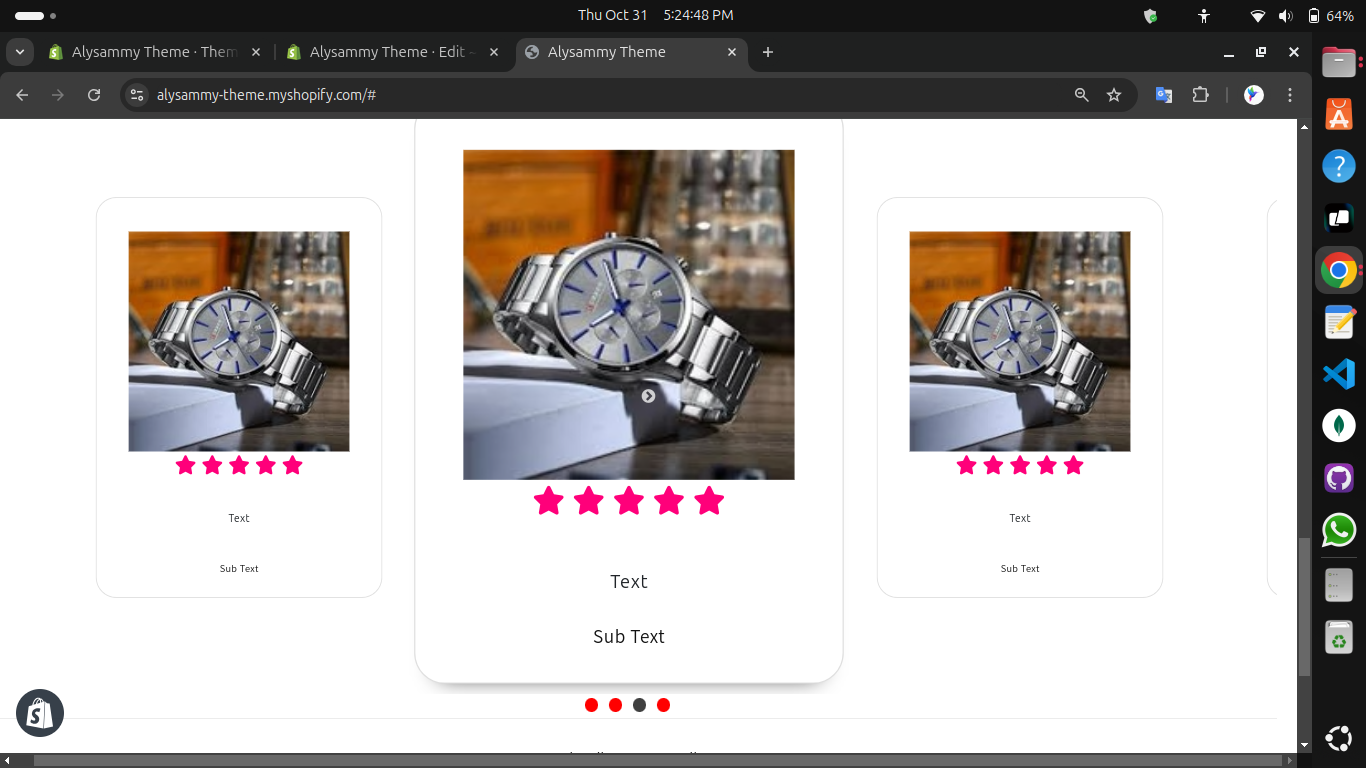 Thu Oct 31 5:24:48 PM
64%
Alysammy Theme · Them
Alysammy Theme · Edit ~
Alysammy Theme
alysammy-theme.myshopify.com/#
Text
Sub Text
Text
Sub Text
Text
Sub Text